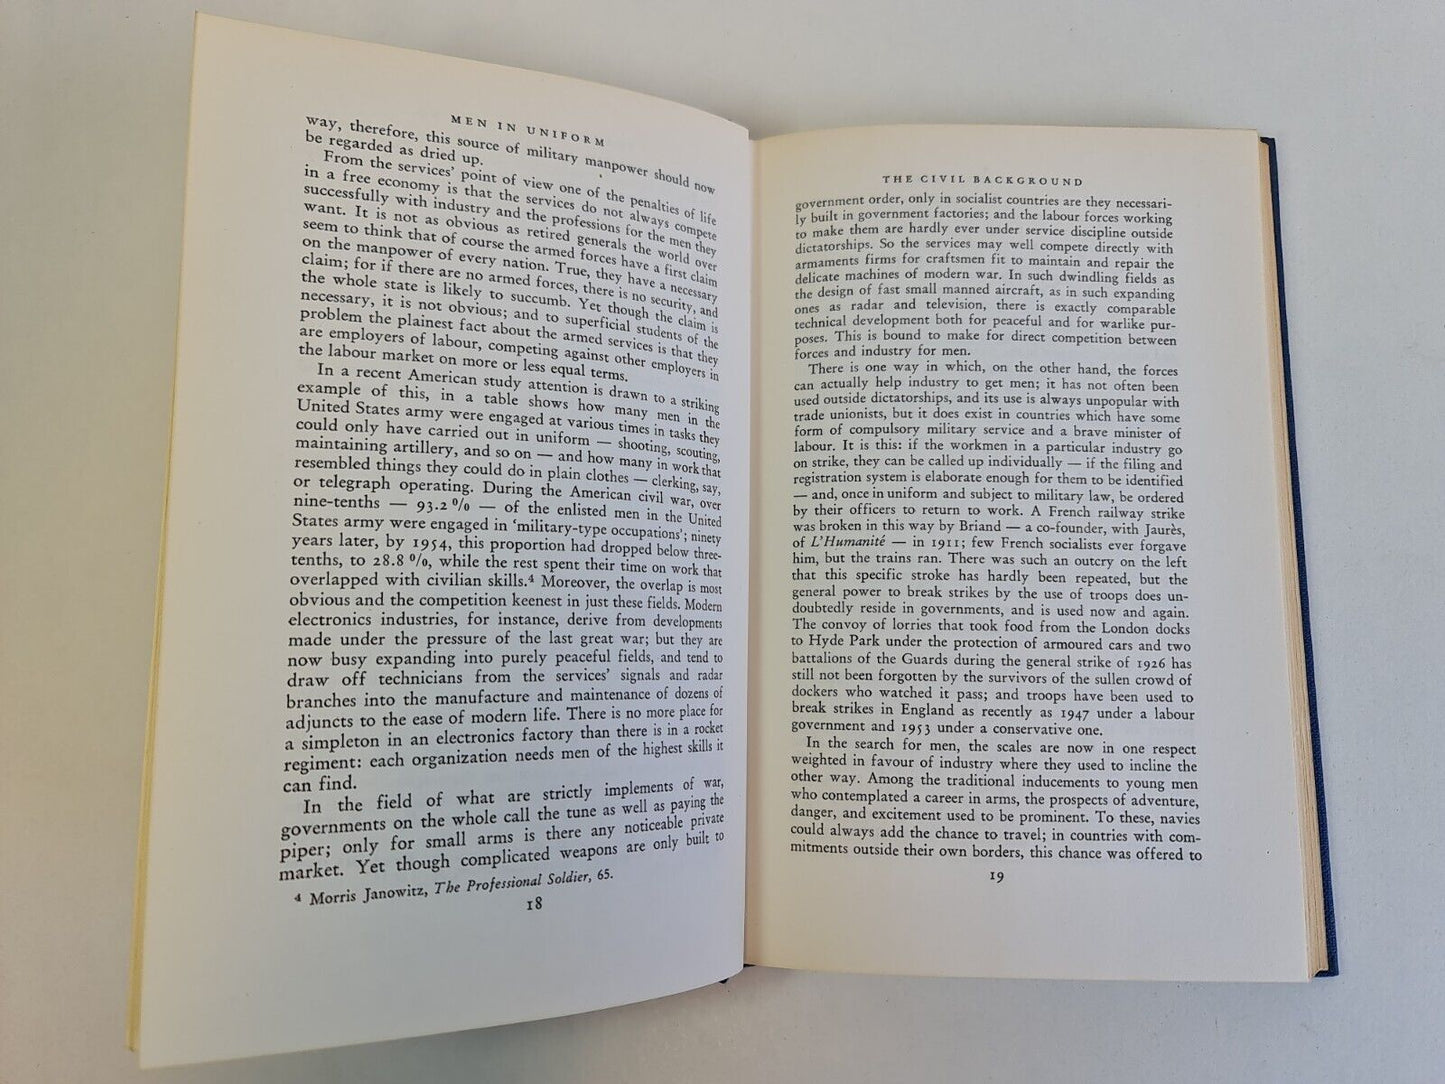 MEN IN UNIFORM
way, therefore, this source of military manpower should now
be regarded as dried up.
From the services' point of view one of the penalties of life
in a free economy is that the services do not always compete
successfully with industry and the professions for the men they
want. It is not as obvious as retired generals the world over
seem to think that of course the armed forces have a first claim
on the manpower of every nation. True, they have a necessary
claim; for if there are no armed forces, there is no security, and
the whole state is likely to succumb. Yet though the claim is
necessary, it is not obvious; and to superficial students of the
problem the plainest fact about the armed services is that they
are employers of labour, competing against other employers in
the labour market on more or less equal terms.
In a recent American study attention is drawn to a striking
example of this, in a table shows how many men in the
United States army were engaged at various times in tasks they
could only have carried out in uniform — shooting, scouting,
maintaining artillery, and so on — and how many in work that
resembled things they could do in plain clothes — clerking, say,
or telegraph operating. During the American civil war, over
nine-tenths — 93.2 % — of the enlisted men in the United
States army were engaged in 'military-type occupations'; ninety
years later, by 1954, this proportion had dropped below three-
tenths, to 28.8 %, while the rest spent their time on work that
overlapped with civilian skills.⁴ Moreover, the overlap is most
obvious and the competition keenest in just these fields. Modern
electronics industries, for instance, derive from developments
made under the pressure of the last great war; but they are
now busy expanding into purely peaceful fields, and tend to
draw off technicians from the services' signals and radar
branches into the manufacture and maintenance of dozens of
adjuncts to the ease of modern life. There is no more place for
a simpleton in an electronics factory than there is in a rocket
regiment: each organization needs men of the highest skills it
can find.
In the field of what are strictly implements of war,
governments on the whole call the tune as well as paying the
piper; only for small arms is there any noticeable private
market. Yet though complicated weapons are only built to
⁴ Morris Janowitz, The Professional Soldier, 65.
18
THE CIVIL BACKGROUND
government order, only in socialist countries are they necessari-
ly built in government factories; and the labour forces working
to make them are hardly ever under service discipline outside
dictatorships. So the services may well compete directly with
armaments firms for craftsmen fit to maintain and repair the
delicate machines of modern war. In such dwindling fields as
the design of fast small manned aircraft, as in such expanding
ones as radar and television, there is exactly comparable
technical development both for peaceful and for warlike pur-
poses. This is bound to make for direct competition between
forces and industry for men.
There is one way in which, on the other hand, the forces
can actually help industry to get men; it has not often been
used outside dictatorships, and its use is always unpopular with
trade unionists, but it does exist in countries which have some
form of compulsory military service and a brave minister of
labour. It is this: if the workmen in a particular industry go
on strike, they can be called up individually — if the filing and
registration system is elaborate enough for them to be identified
— and, once in uniform and subject to military law, be ordered
by their officers to return to work. A French railway strike
was broken in this way by Briand — a co-founder, with Jaurès,
of L'Humanité — in 1911; few French socialists ever forgave
him, but the trains ran. There was such an outcry on the left
that this specific stroke has hardly been repeated, but the
general power to break strikes by the use of troops does un-
doubtedly reside in governments, and is used now and again.
The convoy of lorries that took food from the London docks
to Hyde Park under the protection of armoured cars and two
battalions of the Guards during the general strike of 1926 has
still not been forgotten by the survivors of the sullen crowd of
dockers who watched it pass; and troops have been used to
break strikes in England as recently as 1947 under a labour
government and 1953 under a conservative one.
In the search for men, the scales are now in one respect
weighted in favour of industry where they used to incline the
other way. Among the traditional inducements to young men
who contemplated a career in arms, the prospects of adventure,
danger, and excitement used to be prominent. To these, navies
could always add the chance to travel; in countries with com-
mitments outside their own borders, this chance was offered to
19